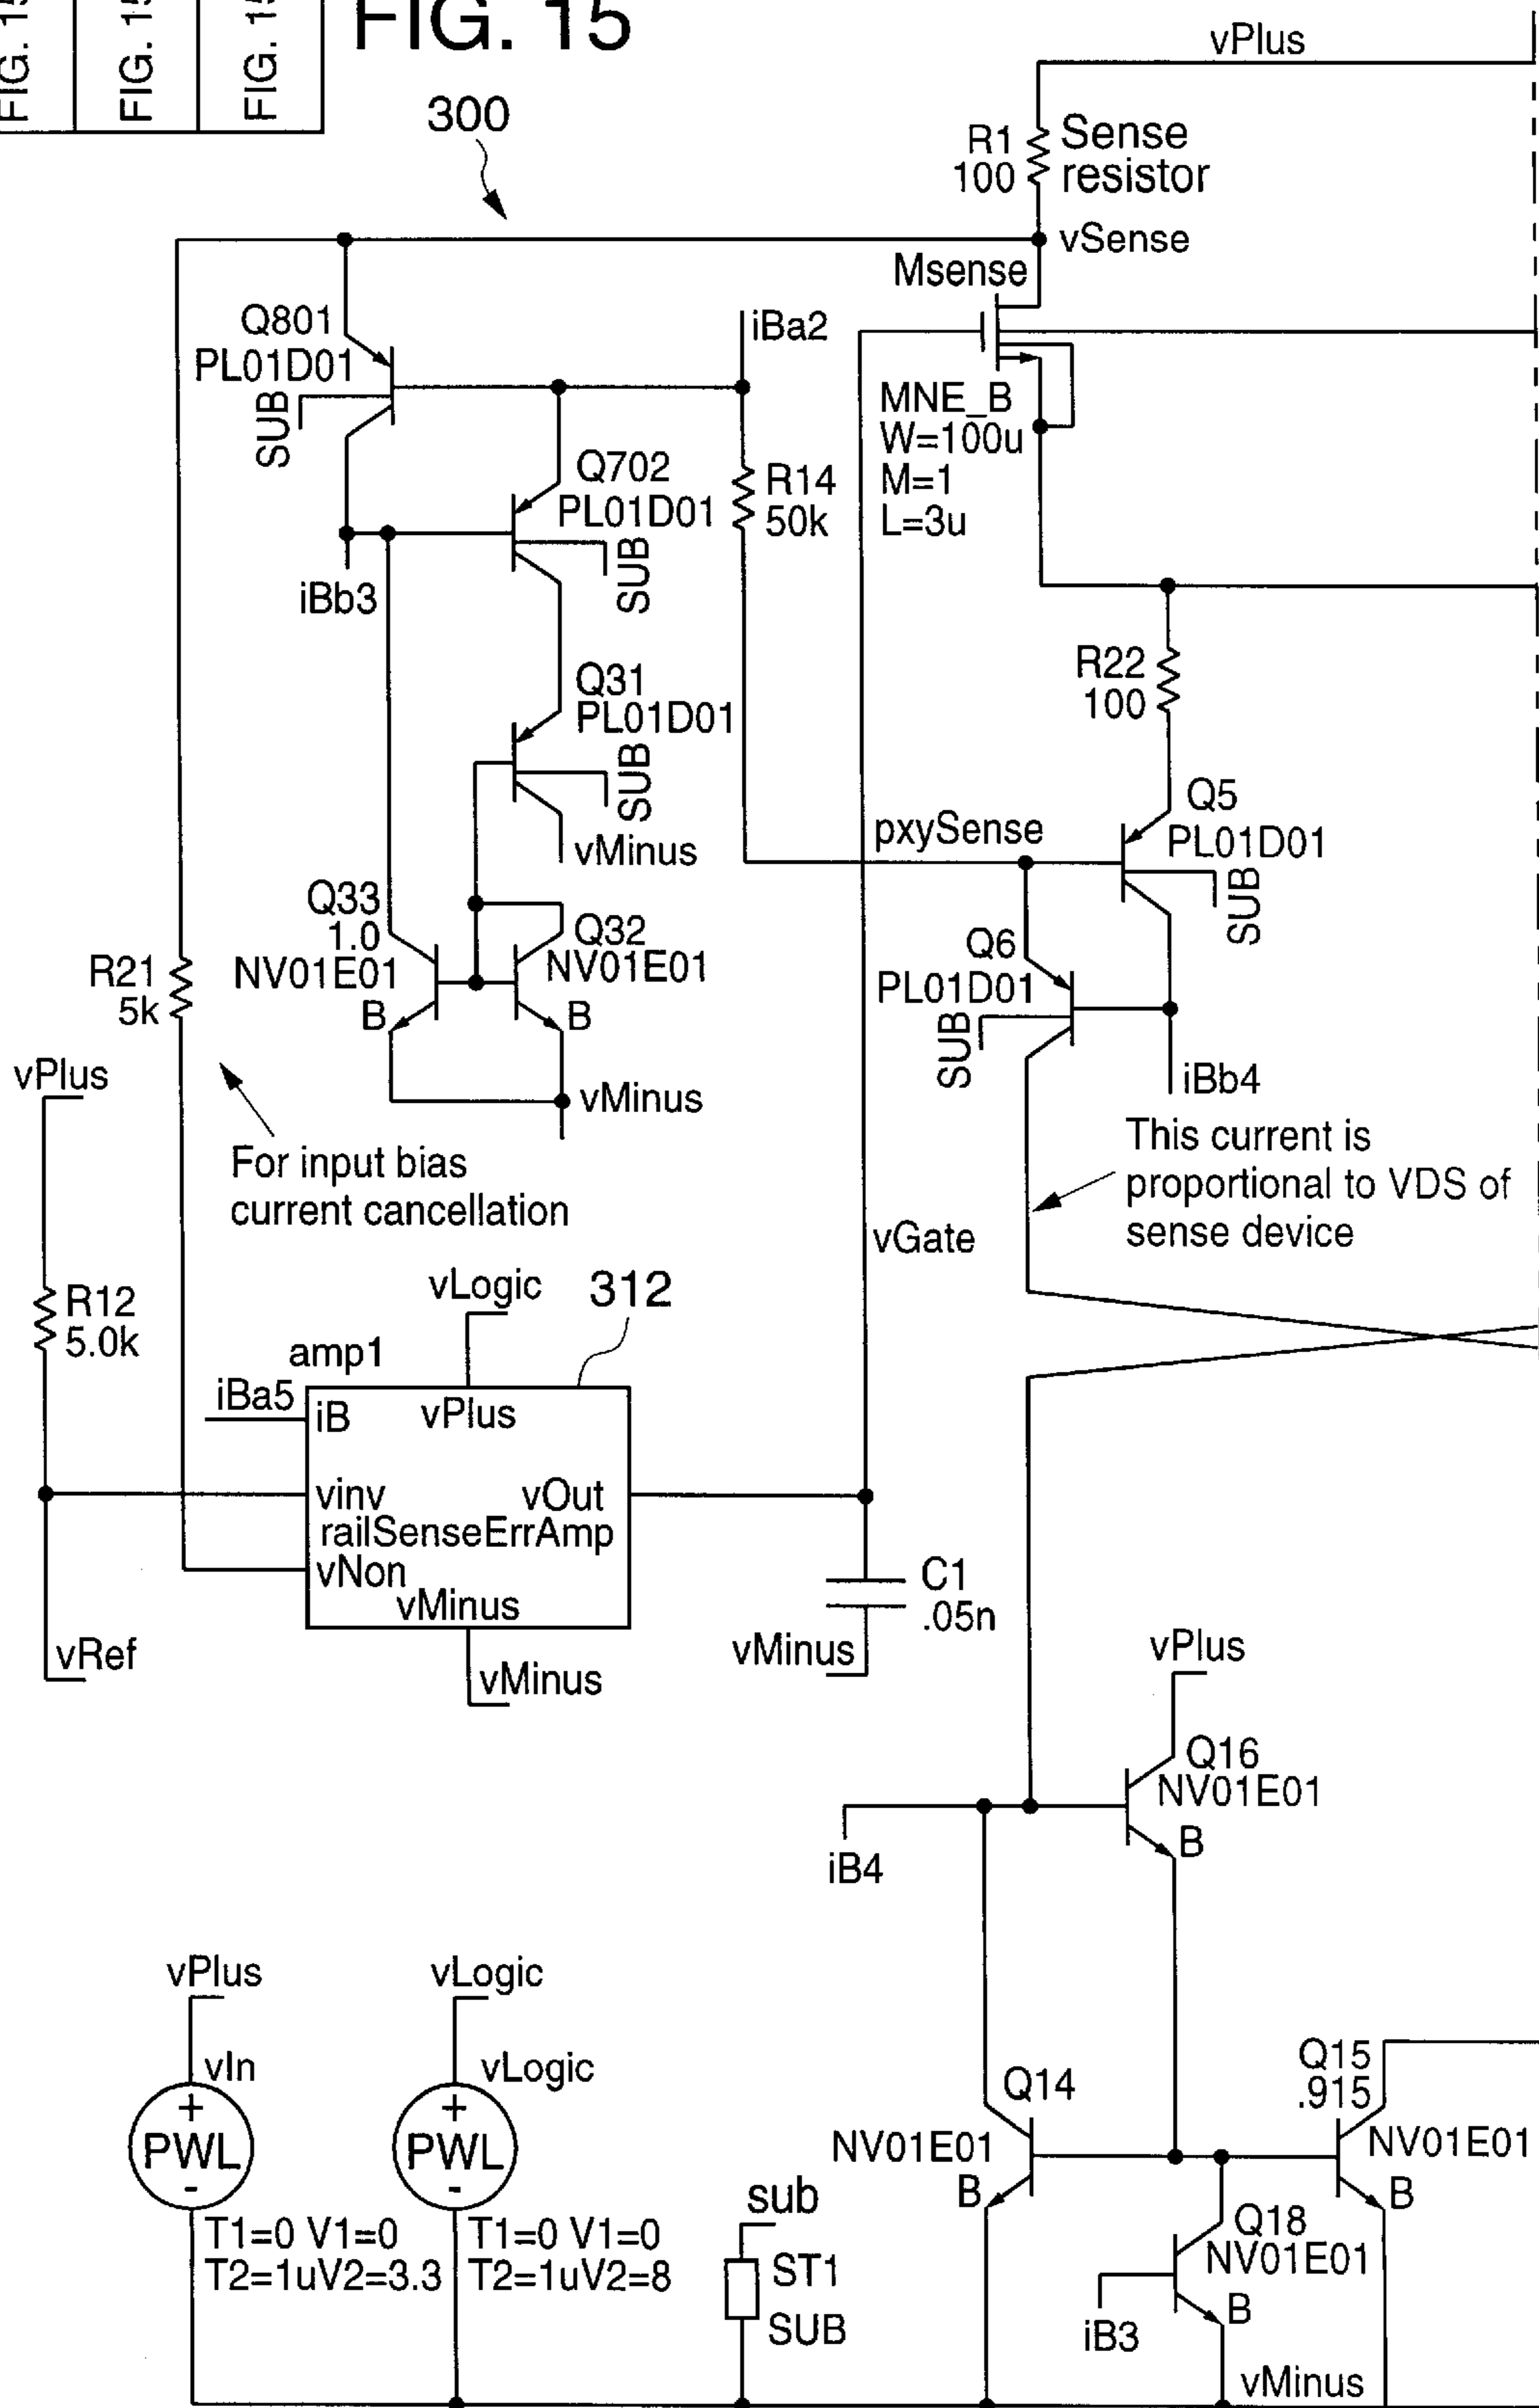 FIG. 15
FIG. 15
FIG. 15
FIG. 15
300
vPlus
R1
100
Sense
resistor
vSense
Msense
Q801
PL01D01
SUB
iBa2
MNE_B
W=100u
M=1
L=3u
Q702
PL01D01
SUB
R14
50k
iBb3
R22
100
Q31
PL01D01
SUB
vMinus
Q5
PL01D01
SUB
pxySense
Q33
1.0
NV01E01
B
Q32
NV01E01
B
Q6
PL01D01
SUB
R21
5k
iBb4
vPlus
vMinus
For input bias
current cancellation
This current is
proportional to VDS of
sense device
vGate
R12
5.0k
vLogic
312
amp1
iBa5
iB
vPlus
vinv
vOut
railSenseErrAmp
vNon
vMinus
C1
.05n
vRef
vMinus
vMinus
vPlus
Q16
NV01E01
B
iB4
vPlus
vLogic
vIn
vLogic
+
PWL
-
+
PWL
-
T1=0 V1=0
T2=1uV2=3.3
T1=0 V1=0
T2=1uV2=8
sub
ST1
SUB
Q14
NV01E01
B
Q15
.915
NV01E01
B
Q18
NV01E01
B
iB3
vMinus